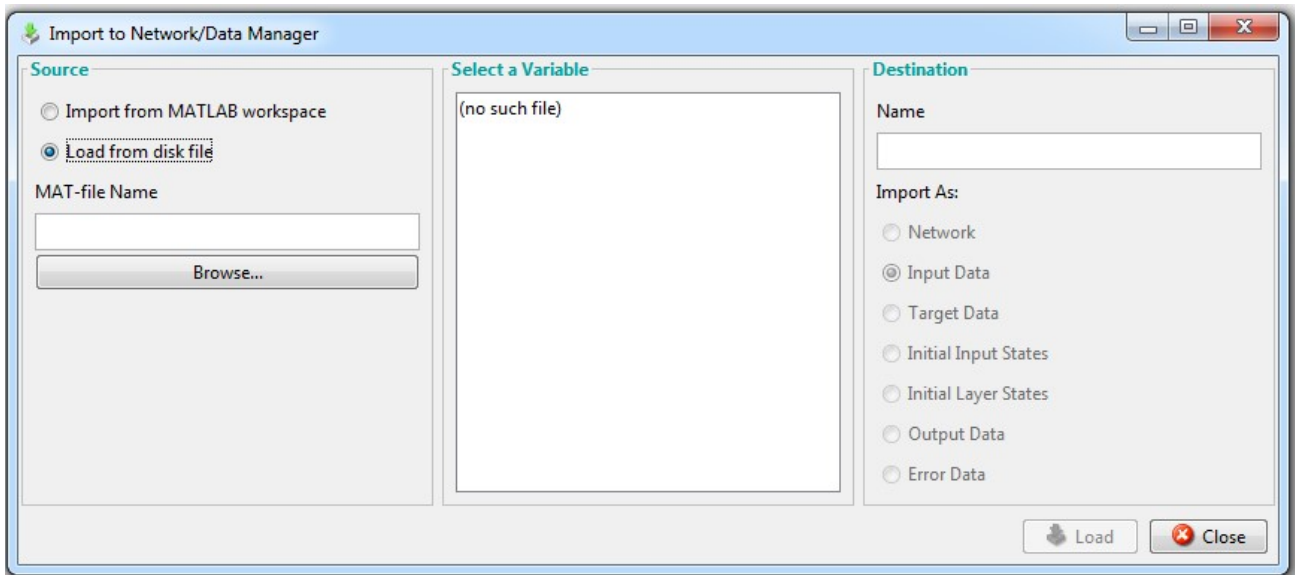 Import to Network/Data Manager
Source
Import from MATLAB workspace
Load from disk file
MAT-file Name
Browse...
Select a Variable
(no such file)
Destination
Name
Import As:
Network
Input Data
Target Data
Initial Input States
Initial Layer States
Output Data
Error Data
Load
Close